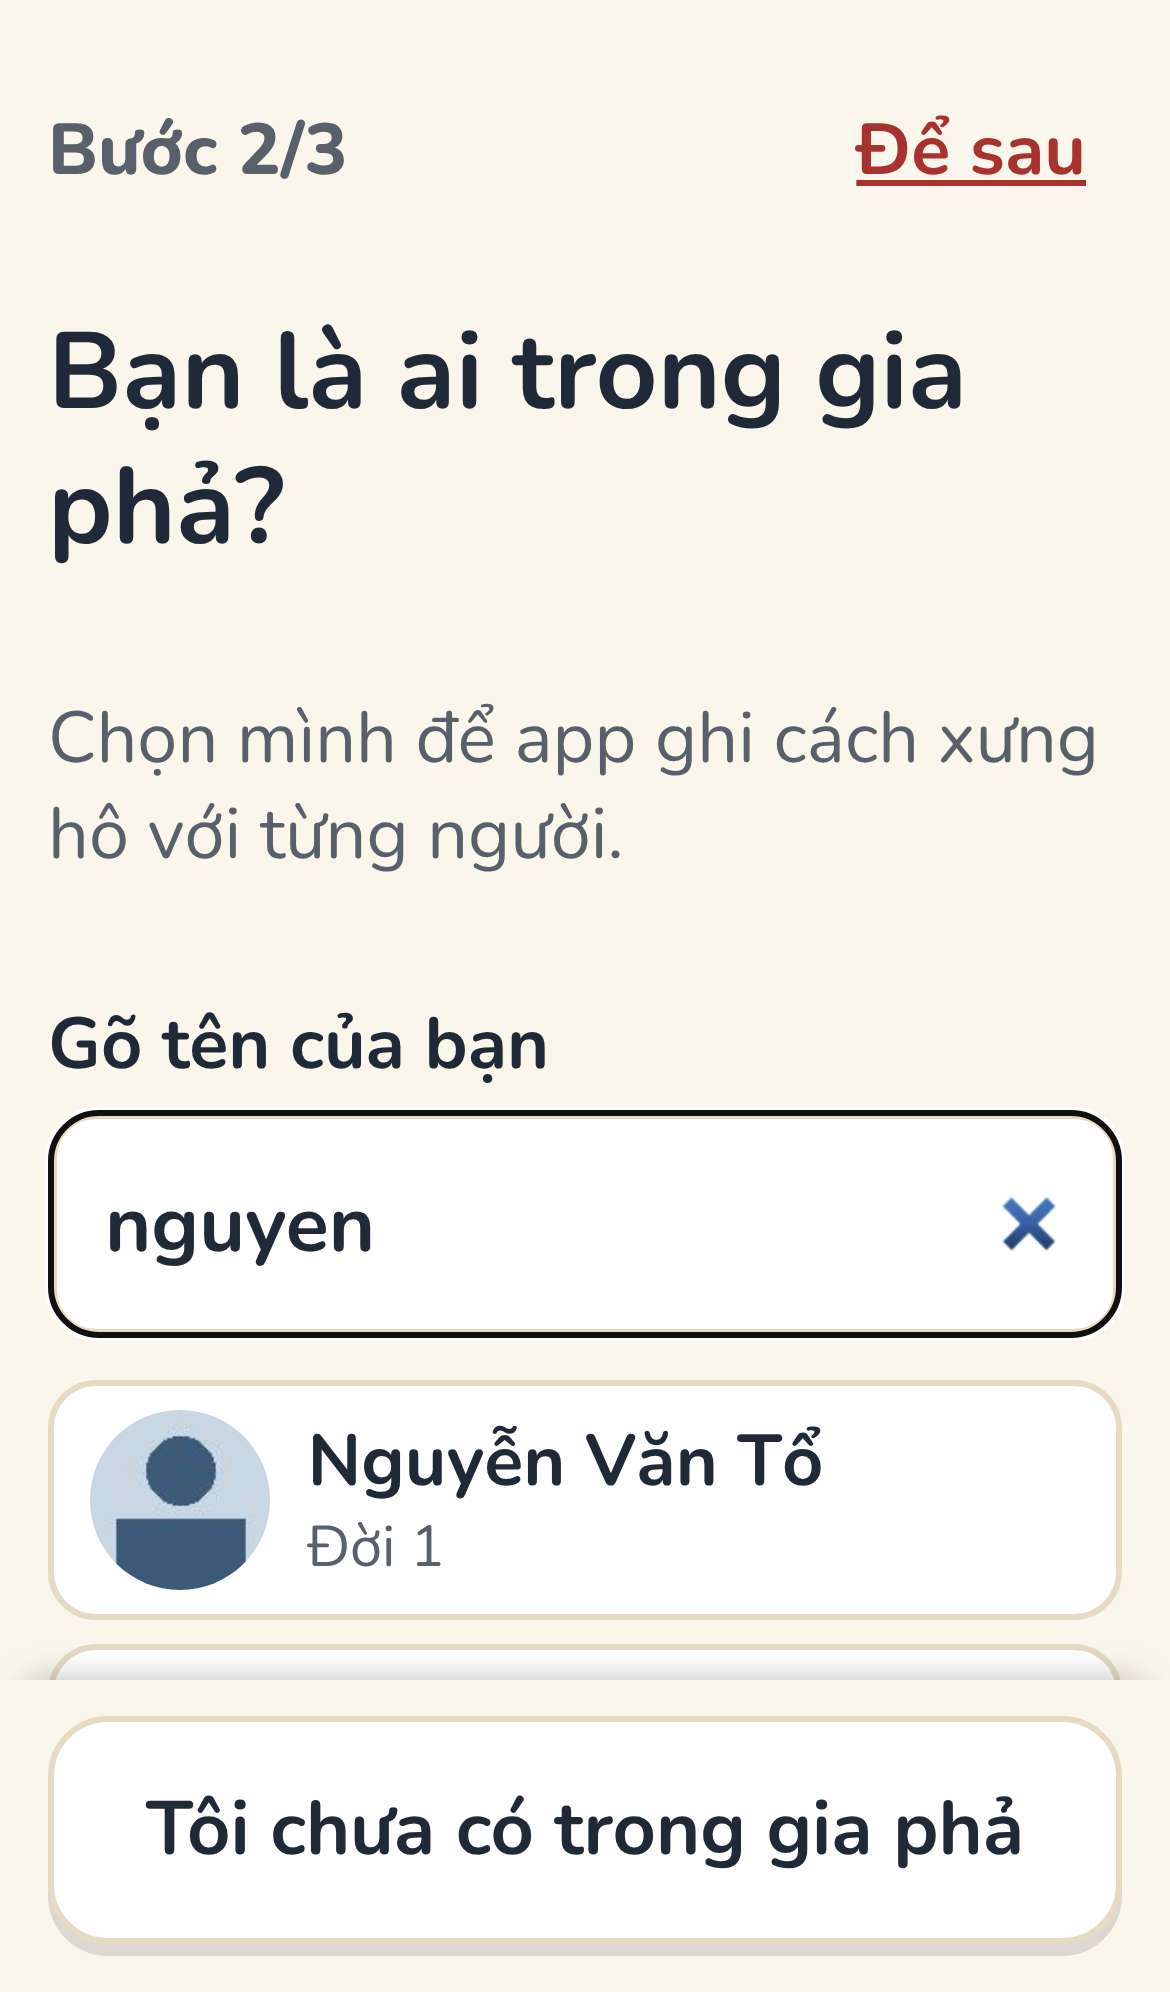 Bước 2/3
Để sau
Bạn là ai trong gia
phả?
Chọn mình để app ghi cách xưng
hô với từng người.
Gõ tên của bạn
nguyen
Nguyễn Văn Tổ
Đời 1
Tôi chưa có trong gia phả